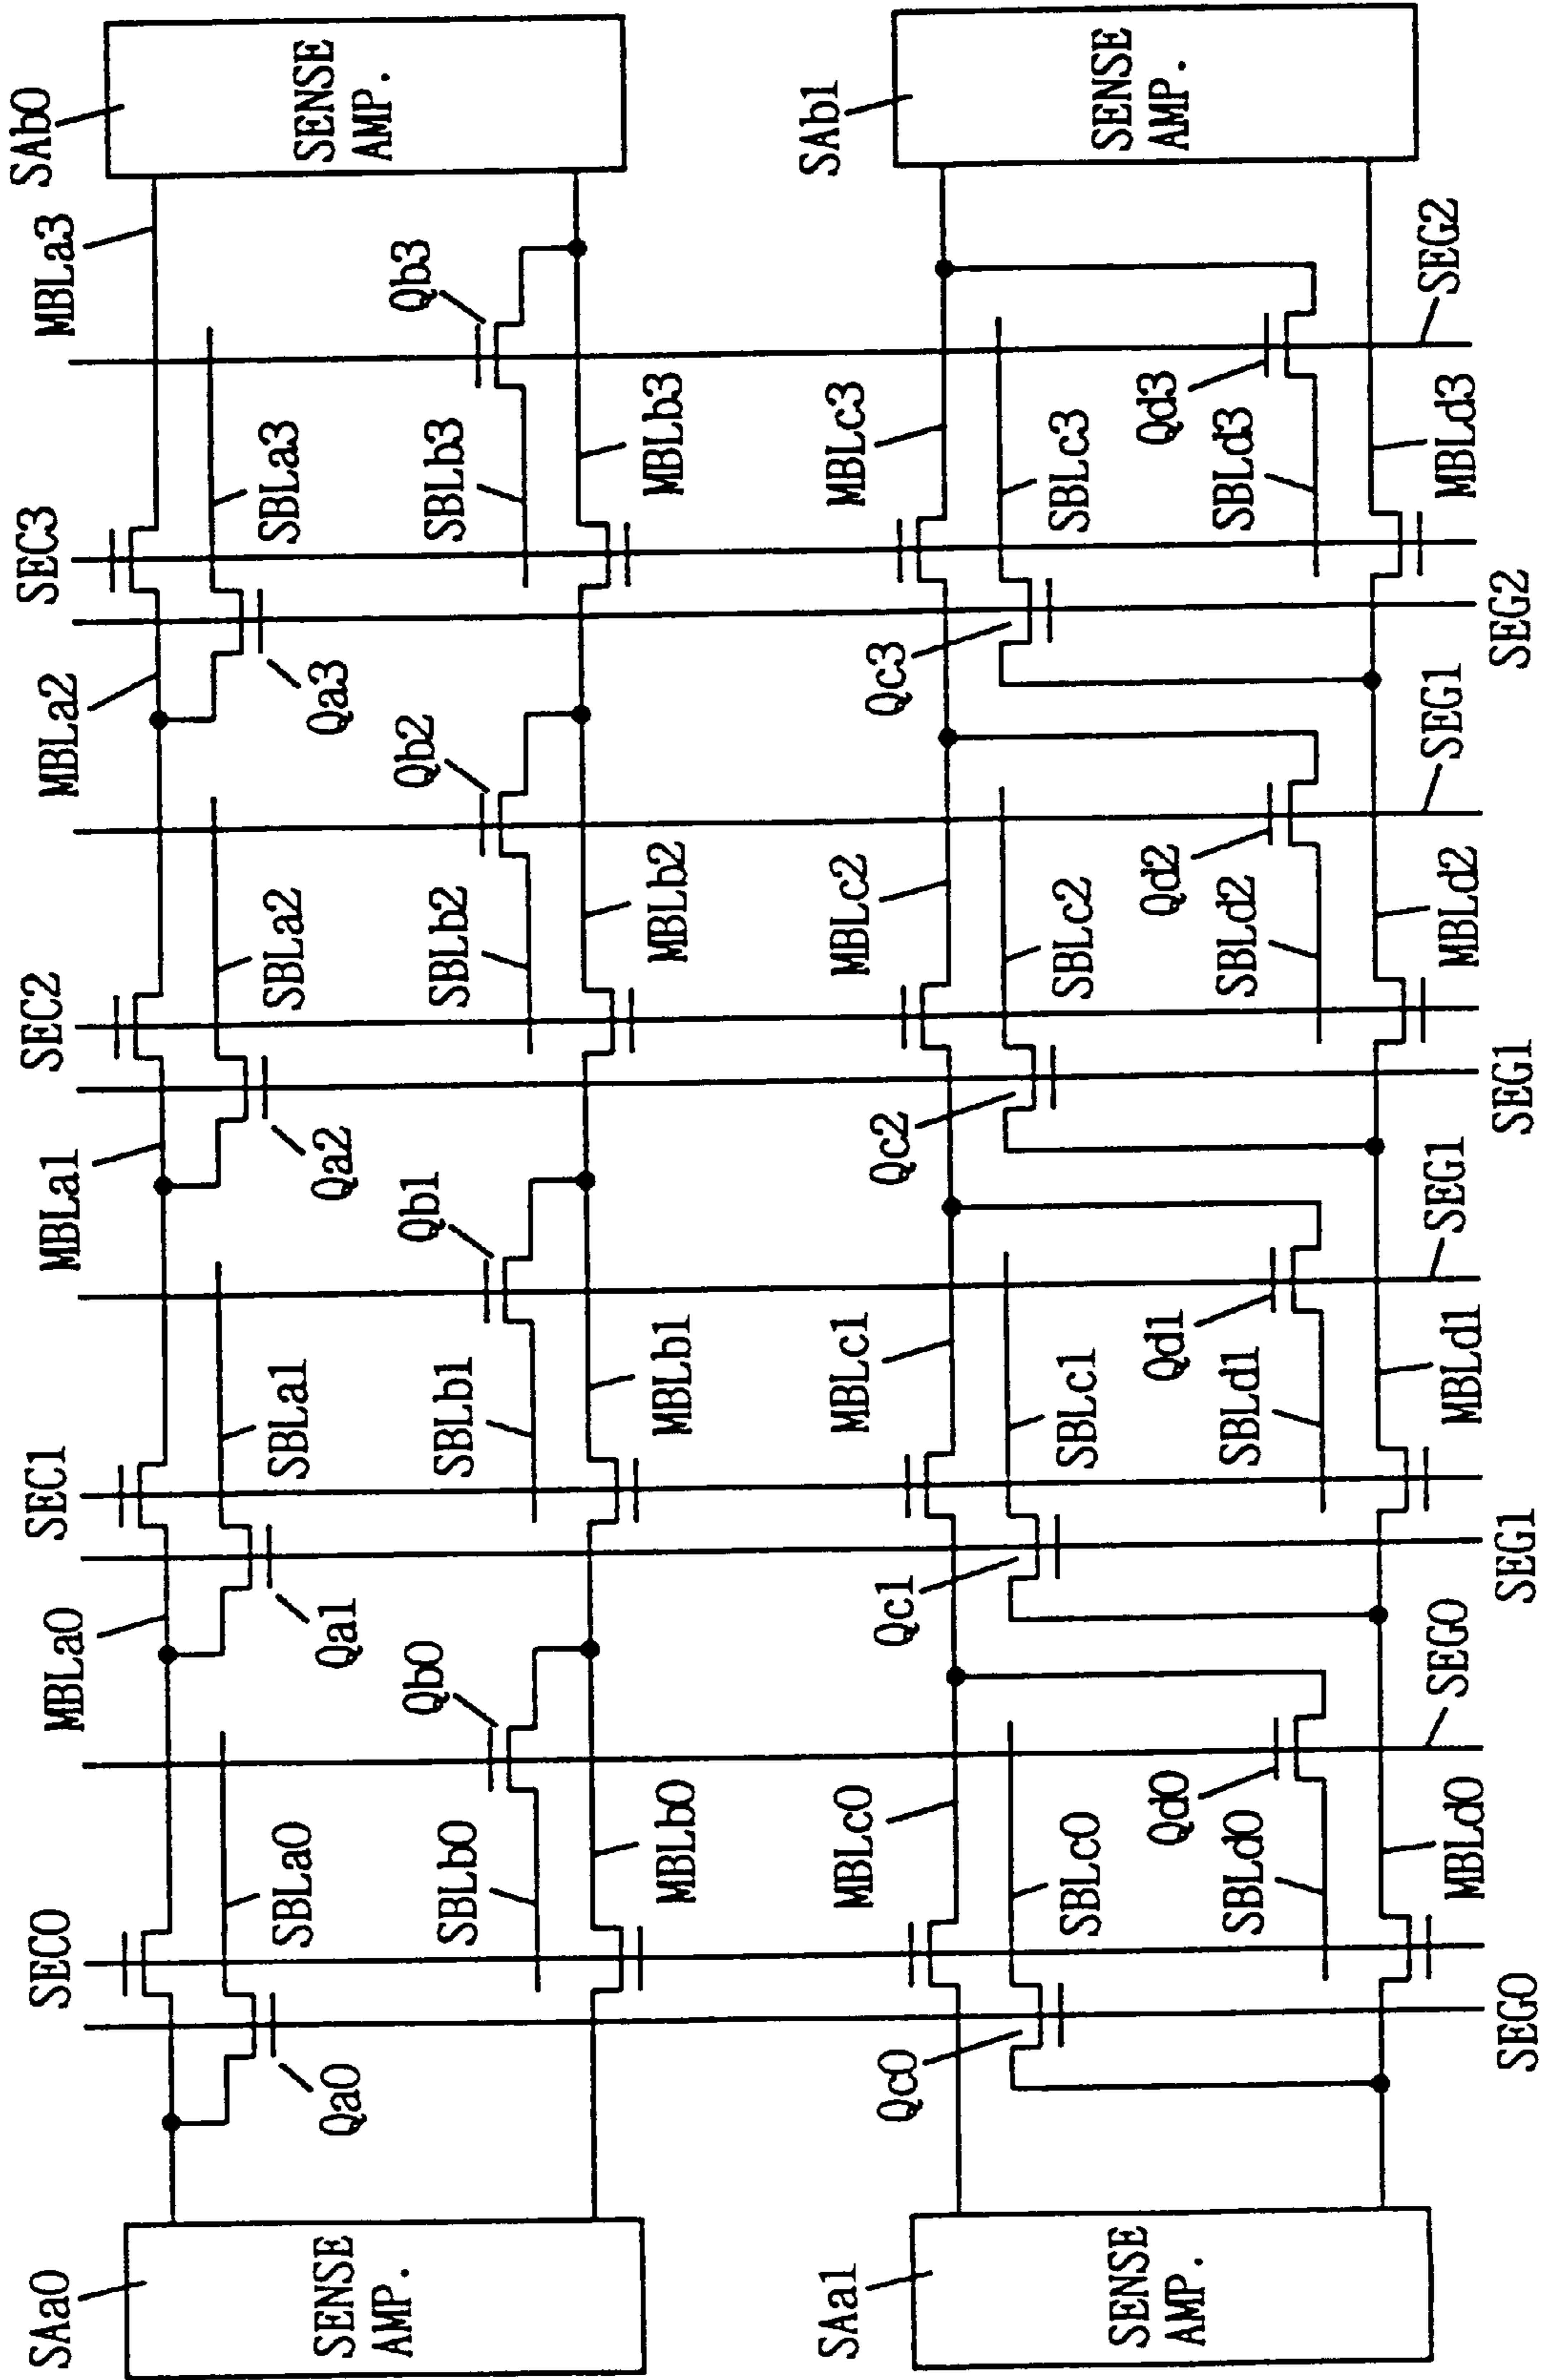 SAa0
SEC0
MBLa0
SEC1
MBLa1
SEC2
MBLa2
SEC3
MBLa3
SAb0
SBLa0
SBLa1
SBLa2
SBLa3
SENSE
AMP.
Qa0
Qa1
Qa2
Qa3
SENSE
AMP.
Qb0
Qb1
Qb2
Qb3
SBLb0
SBLb1
SBLb2
SBLb3
MBLb0
MBLb1
MBLb2
MBLb3
SAa1
MBLc0
MBLc1
MBLc2
MBLc3
SAb1
Qc0
Qc1
Qc2
Qc3
SBLc0
SBLc1
SBLc2
SBLc3
SENSE
AMP.
Qd0
Qd1
Qd2
Qd3
SENSE
AMP.
SBLd0
SBLd1
SBLd2
SBLd3
MBLd0
SEG0
MBLd1
SEG1
MBLd2
SEG1
MBLd3
SEG2
SEG0
SEG1
SEG1
SEG2